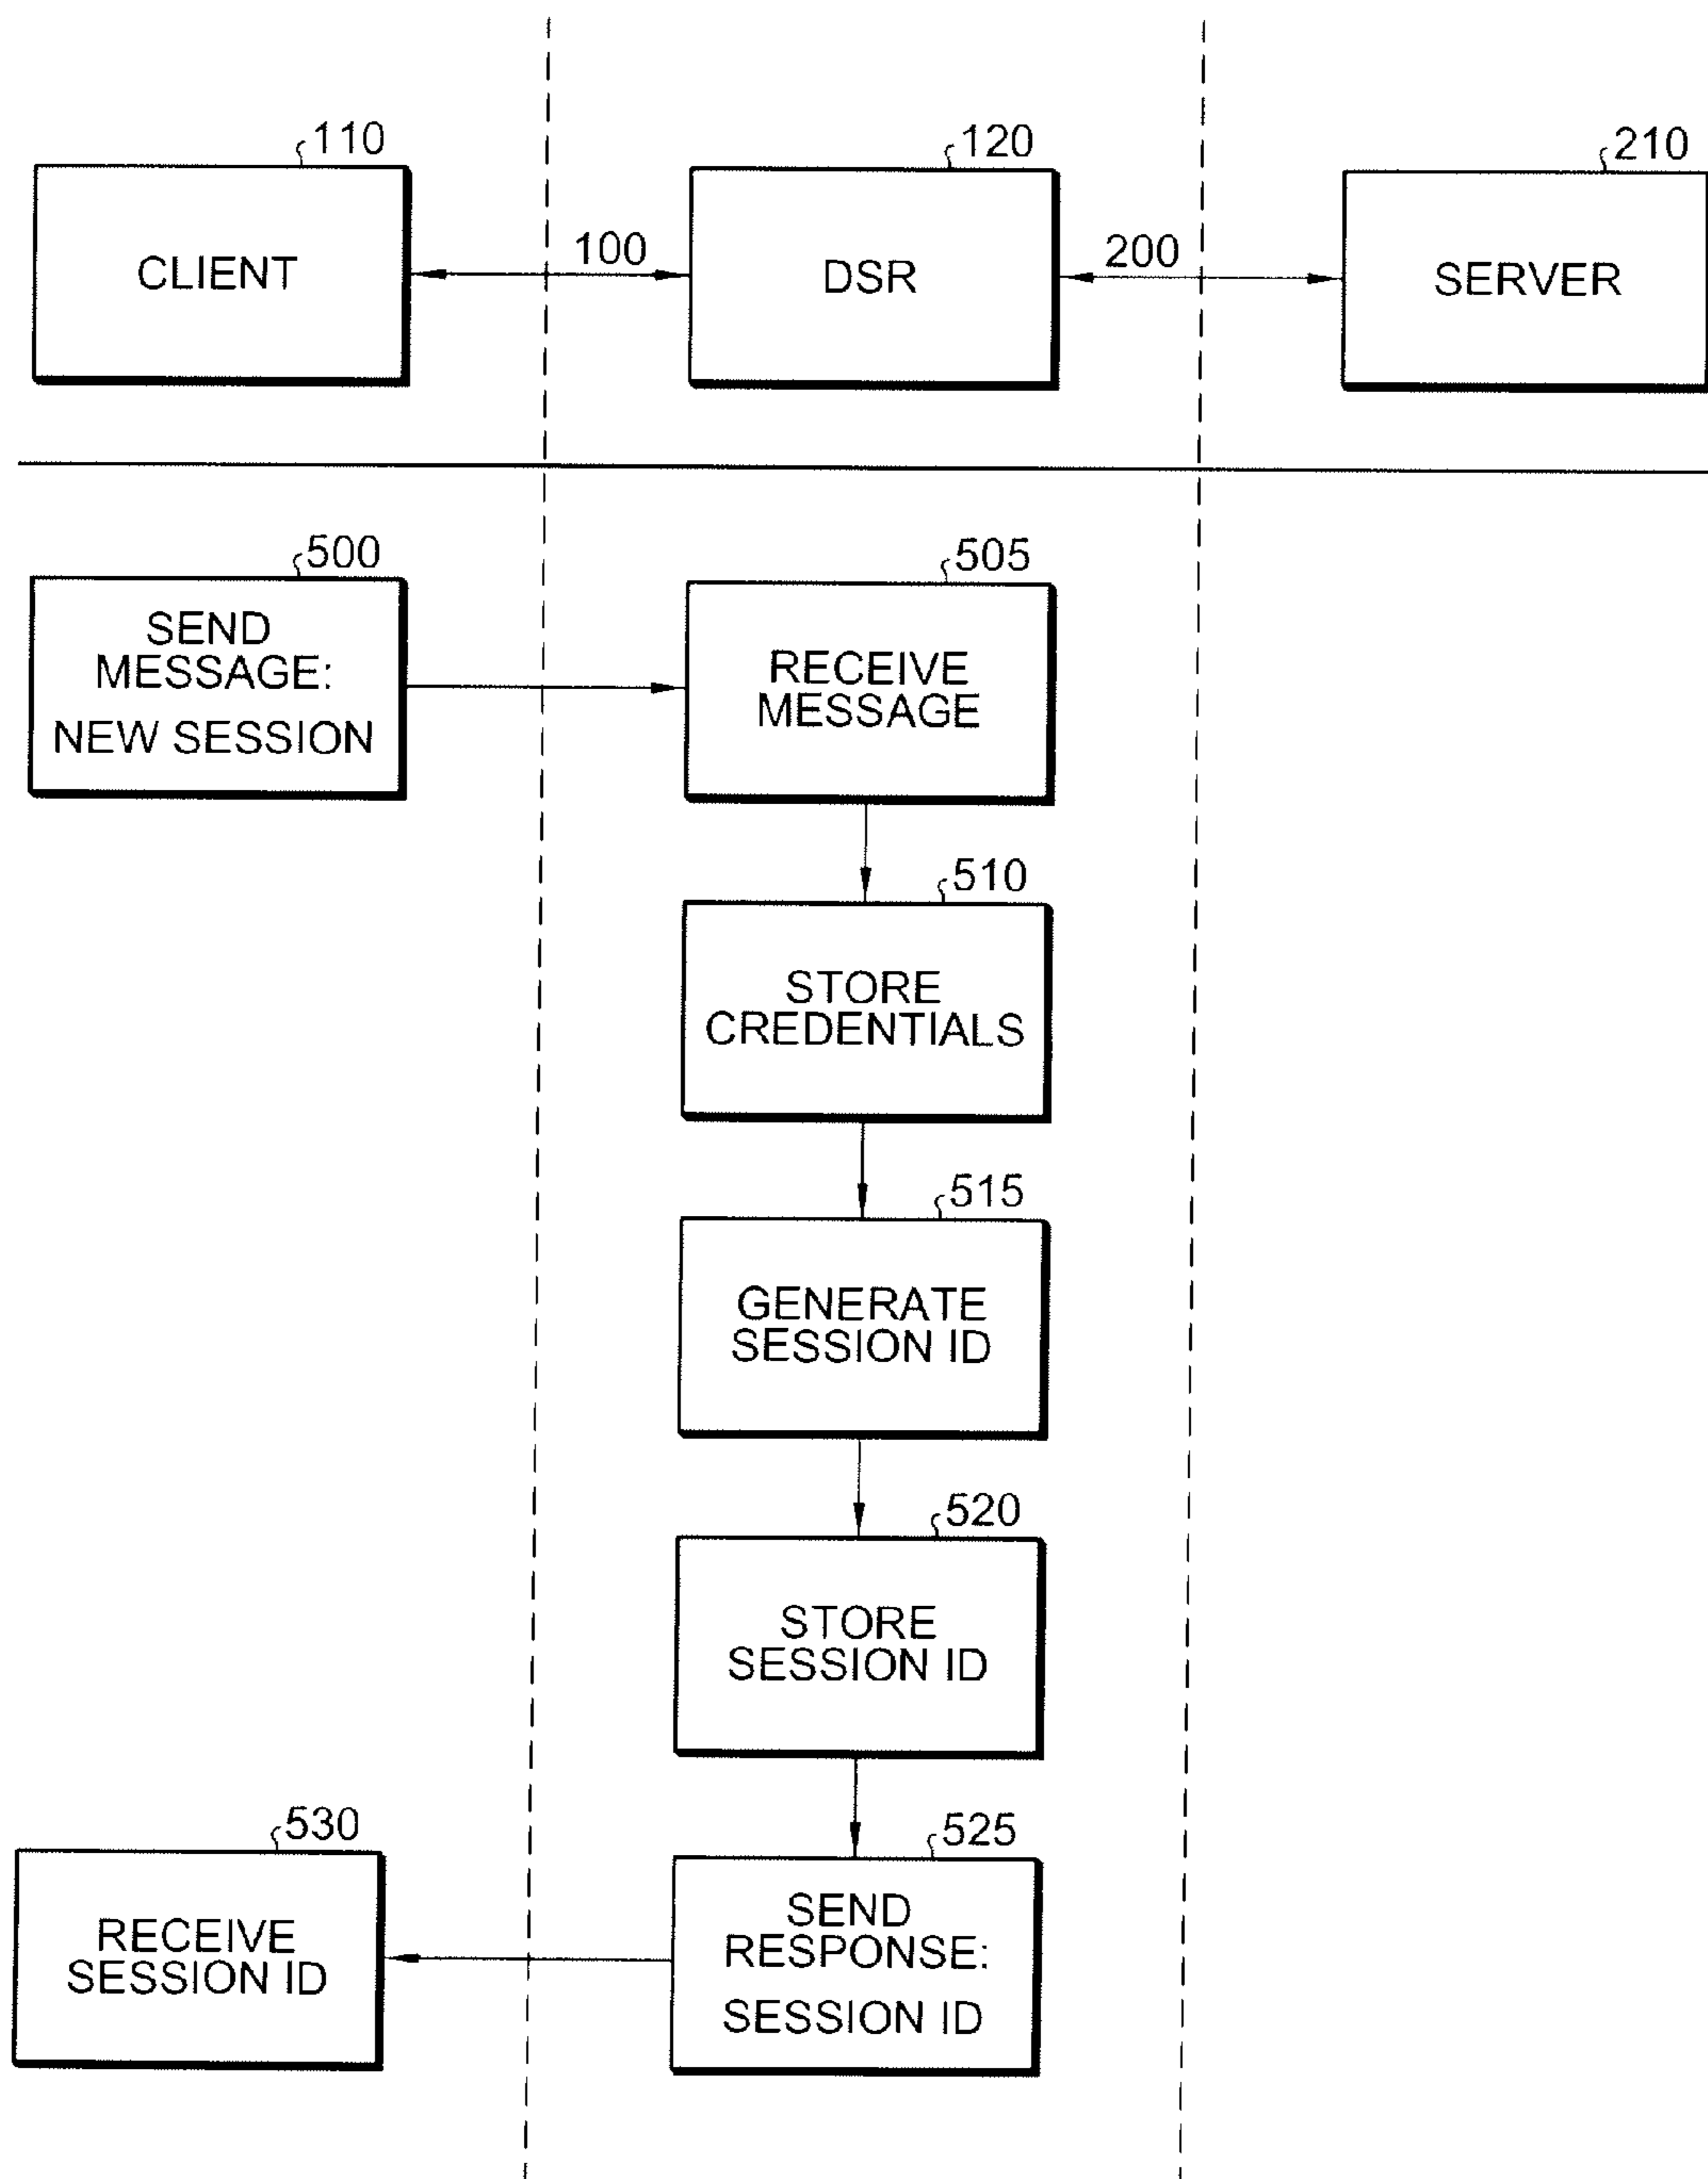 110
120
210
CLIENT
100
DSR
200
SERVER
500
SEND
MESSAGE:
NEW SESSION
505
RECEIVE
MESSAGE
510
STORE
CREDENTIALS
515
GENERATE
SESSION ID
520
STORE
SESSION ID
525
SEND
RESPONSE:
SESSION ID
530
RECEIVE
SESSION ID